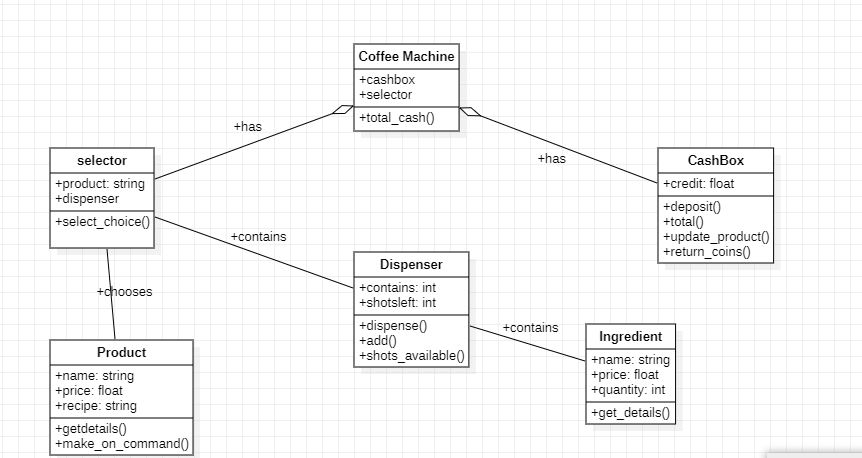 Coffee Machine
+cashbox
+selector
+total_cash()
+has
+has
selector
+product: string
+dispenser
+select_choice()
CashBox
+credit: float
+deposit()
+total()
+update_product()
+return_coins()
+contains
Dispenser
+contains: int
+shotsleft: int
+dispense()
+add()
+shots_available()
+chooses
+contains
Product
+name: string
+price: float
+recipe: string
+getdetails()
+make_on_command()
Ingredient
+name: string
+price: float
+quantity: int
+get_details()